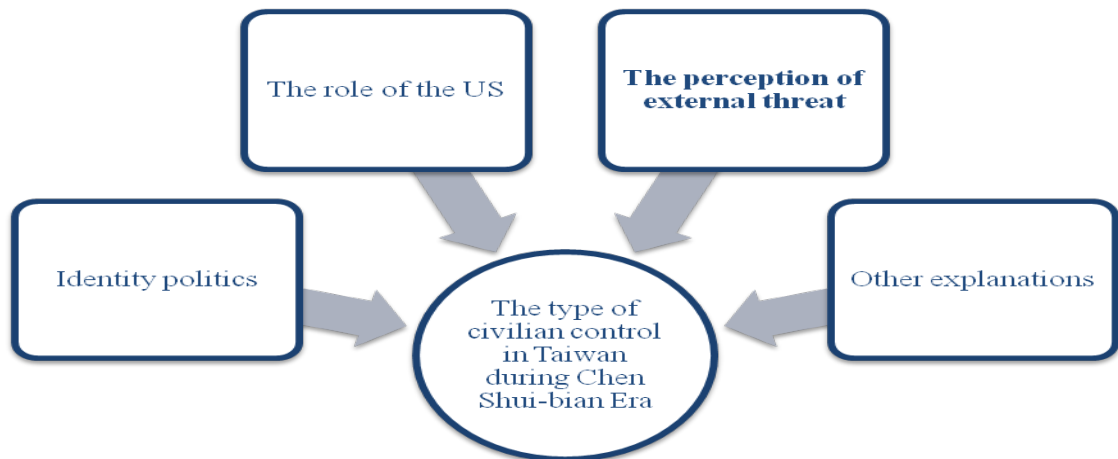 The role of the US
The perception of
external threat
Identity politics
Other explanations
The type of
civilian control
in Taiwan
during Chen
Shui-bian Era